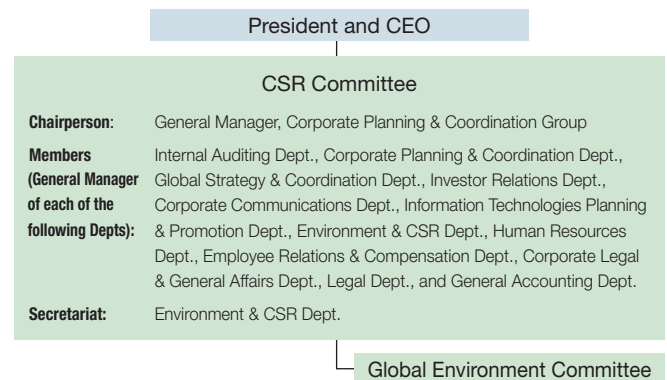 President and CEO
CSR Committee
Chairperson: General Manager, Corporate Planning & Coordination Group
Members Internal Auditing Dept., Corporate Planning & Coordination Dept.,
(General Manager Global Strategy & Coordination Dept., Investor Relations Dept.,
of each of the Corporate Communications Dept., Information Technologies Planning
following Depts): & Promotion Dept., Environment & CSR Dept., Human Resources
Dept., Employee Relations & Compensation Dept., Corporate Legal
& General Affairs Dept., Legal Dept., and General Accounting Dept.
Secretariat: Environment & CSR Dept.
Global Environment Committee